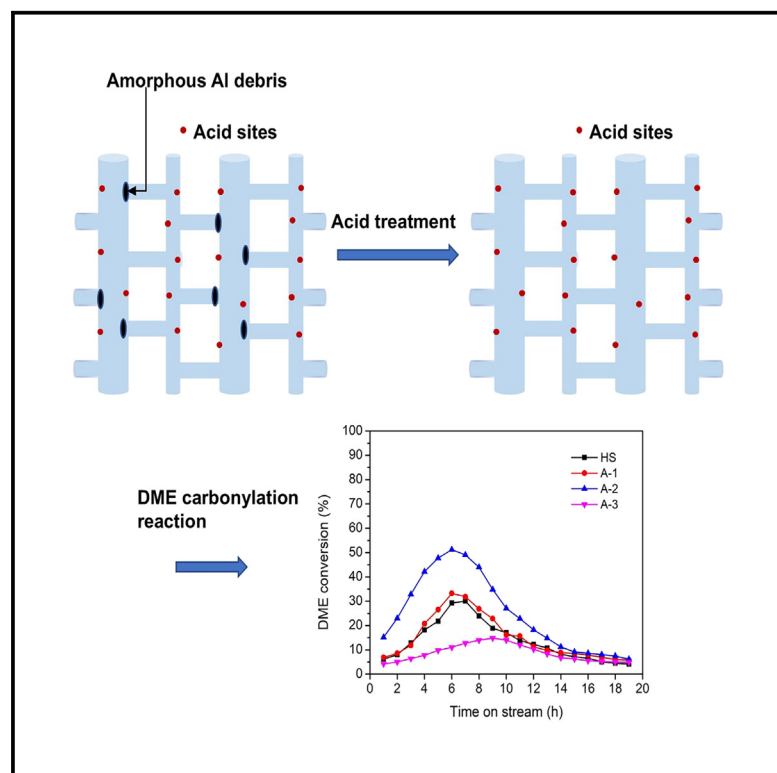 Amorphous Al debris
Acid sites
Acid sites
Acid treatment
DME carbonylation
reaction
DME conversion (%)
100
90
80
70
60
50
40
30
20
10
0
HS
A-1
A-2
A-3
0 2 4 6 8 10 12 14 16 18 20
Time on stream (h)